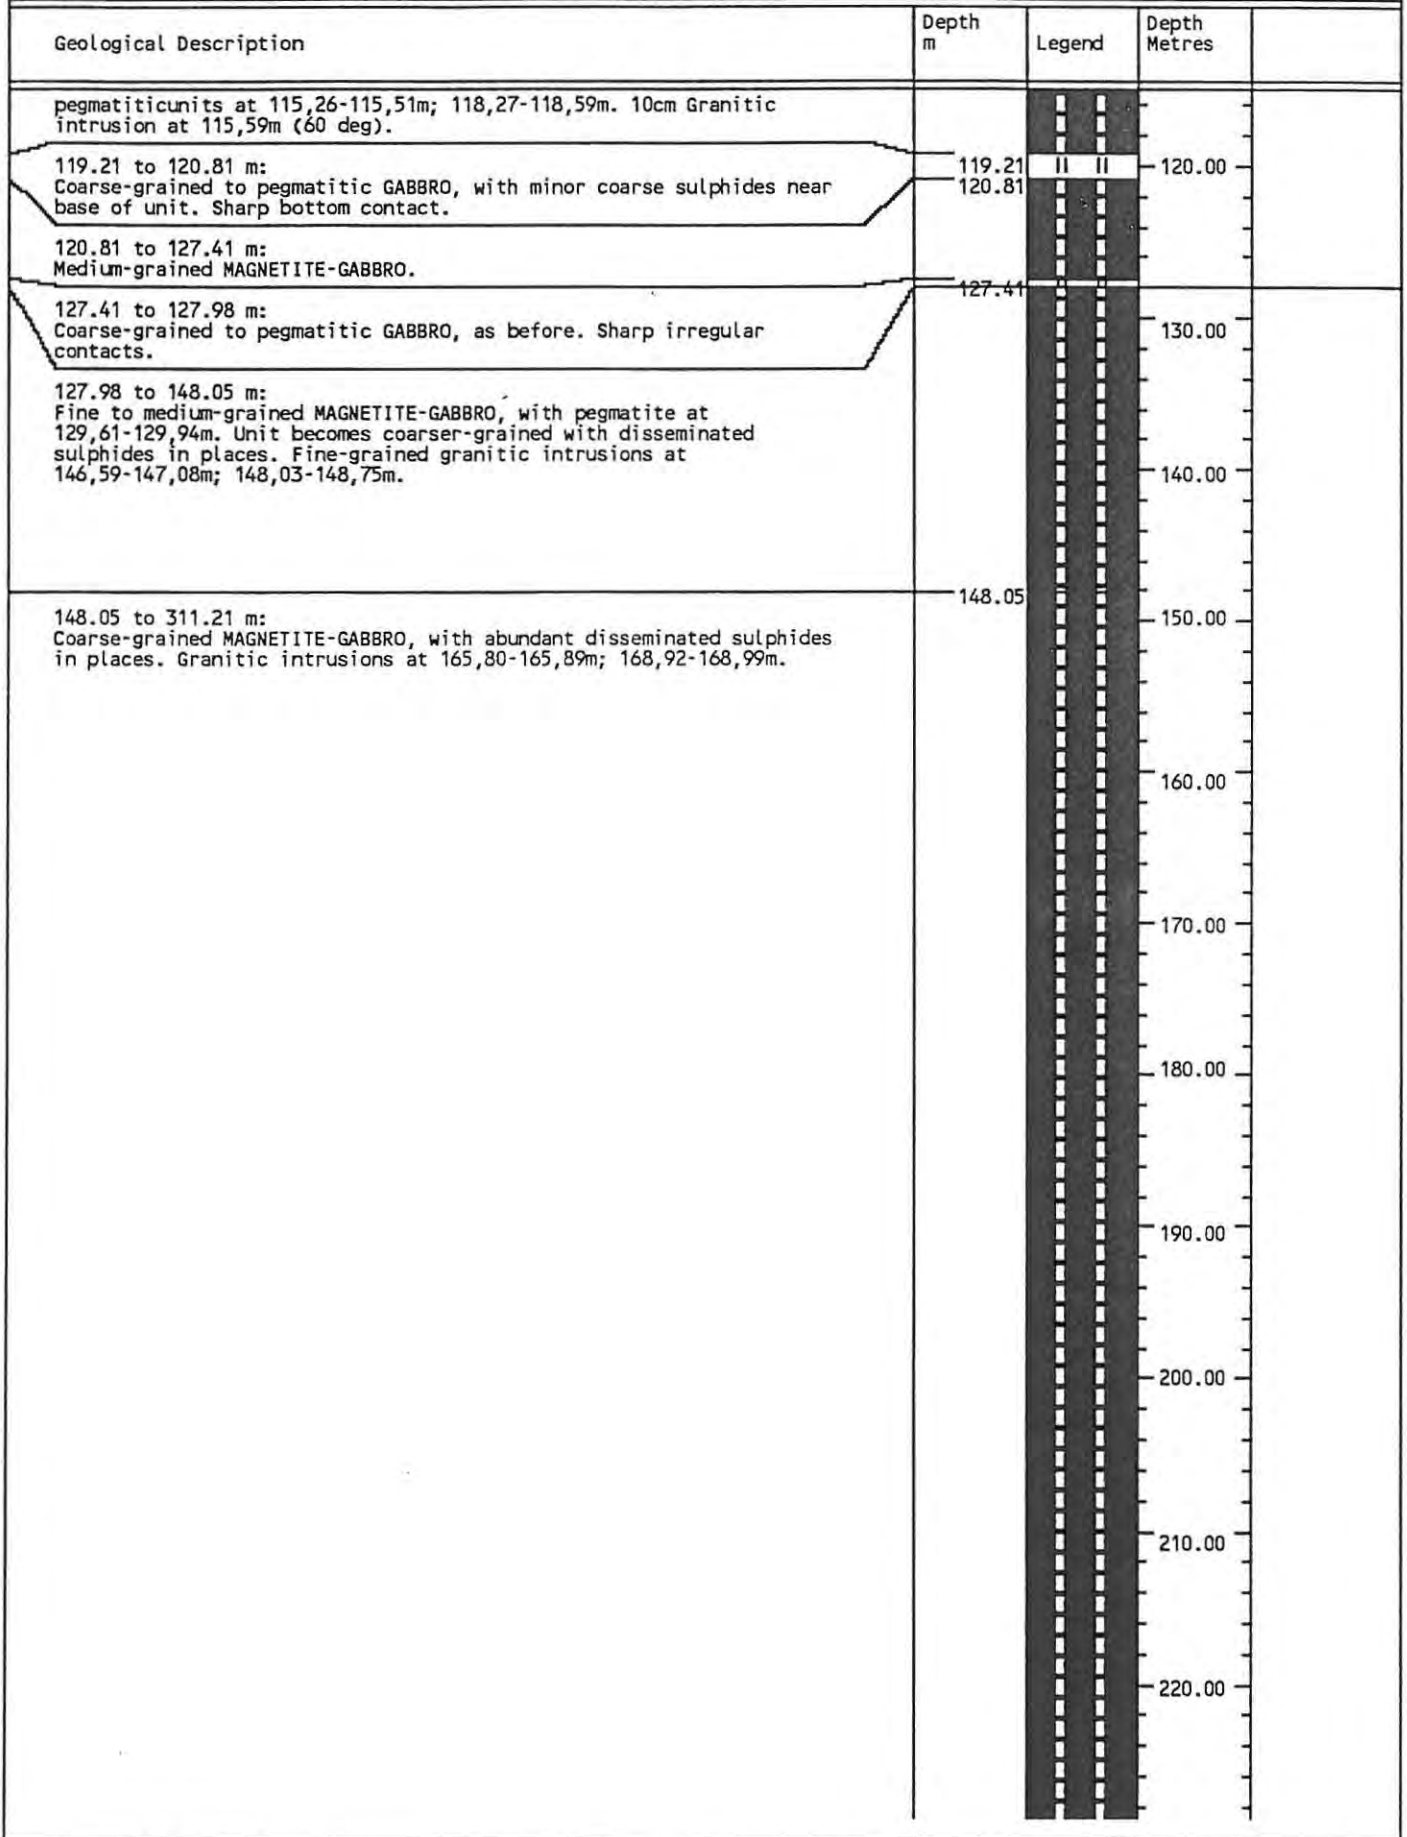 Geological Description
Depth
m
Legend
Depth
Metres
pegmatiticunits at 115,26-115,51m; 118,27-118,59m. 10cm Granitic
intrusion at 115,59m (60 deg).
119.21 to 120.81 m:
Coarse-grained to pegmatitic GABBRO, with minor coarse sulphides near
base of unit. Sharp bottom contact.
120.81 to 127.41 m:
Medium-grained MAGNETITE-GABBRO.
127.41 to 127.98 m:
Coarse-grained to pegmatitic GABBRO, as before. Sharp irregular
contacts.
127.98 to 148.05 m:
Fine to medium-grained MAGNETITE-GABBRO, with pegmatite at
129,61-129,94m. Unit becomes coarser-grained with disseminated
sulphides in places. Fine-grained granitic intrusions at
146,59-147,08m; 148,03-148,75m.
148.05 to 311.21 m:
Coarse-grained MAGNETITE-GABBRO, with abundant disseminated sulphides
in places. Granitic intrusions at 165,80-165,89m; 168,92-168,99m.
119.21
120.81
127.41
148.05
120.00
130.00
140.00
150.00
160.00
170.00
180.00
190.00
200.00
210.00
220.00